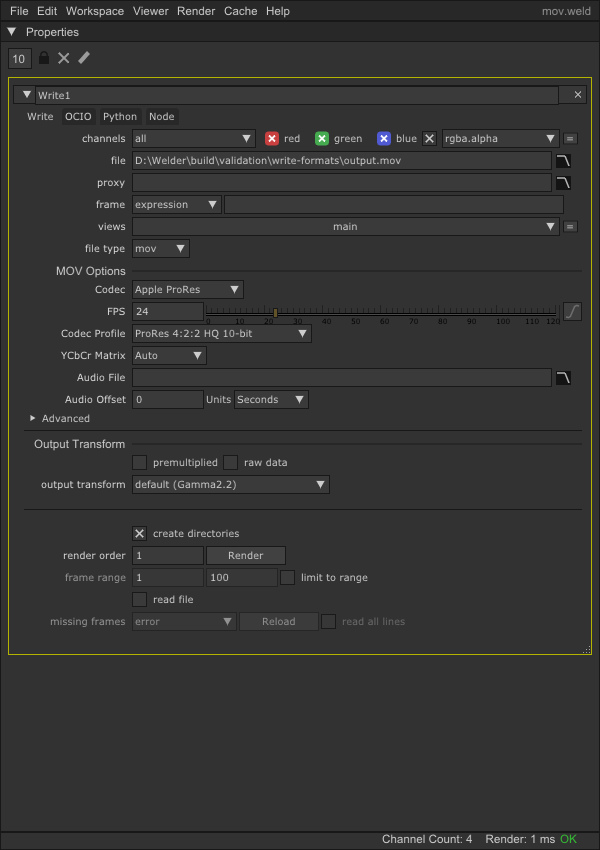 File Edit Workspace Viewer Render Cache Help mov.weld
Properties
10
Write1
Write OCIO Python Node
channels all red green blue rgba.alpha =
file D:\Welder\build\validation\write-formats\output.mov
proxy
frame expression
views main =
file type mov
MOV Options
Codec Apple ProRes
FPS 24 0 10 20 30 40 50 60 70 80 90 100 110 120
Codec Profile ProRes 4:2:2 HQ 10-bit
YCbCr Matrix Auto
Audio File
Audio Offset 0 Units Seconds
Advanced
Output Transform
premultiplied raw data
output transform default (Gamma2.2)
create directories
render order 1 Render
frame range 1 100 limit to range
read file
missing frames error Reload read all lines
Channel Count: 4 Render: 1 ms OK